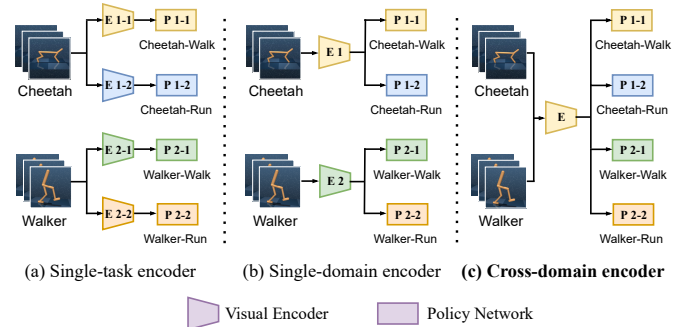 E 1-1
P 1-1
Cheetah-Walk
Cheetah
E 1-2
P 1-2
Cheetah-Run
E 2-1
P 2-1
Walker-Walk
Walker
E 2-2
P 2-2
Walker-Run
(a) Single-task encoder
P 1-1
Cheetah-Walk
E 1
Cheetah
P 1-2
Cheetah-Run
P 2-1
Walker-Walk
E 2
Walker
P 2-2
Walker-Run
(b) Single-domain encoder
P 1-1
Cheetah-Walk
Cheetah
P 1-2
Cheetah-Run
E
P 2-1
Walker-Walk
Walker
P 2-2
Walker-Run
(c) Cross-domain encoder
Visual Encoder
Policy Network